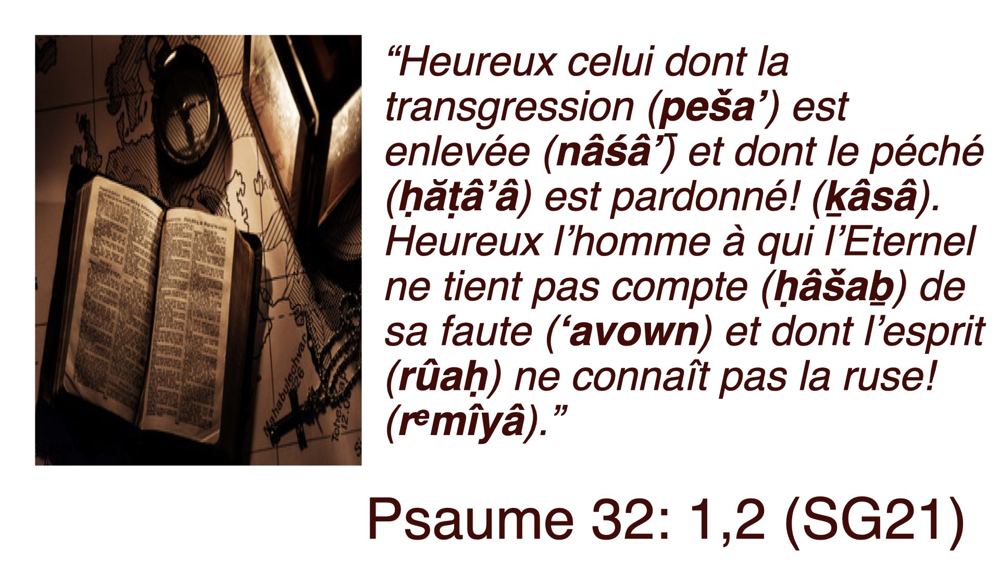 “Heureux celui dont la
transgression (peša’) est
enlevée (nâśâ’̄) et dont le péché
(ḥăṭâ’â) est pardonné! (ḵâsâ).
Heureux l’homme à qui l’Eternel
ne tient pas compte (ḥâšaḇ) de
sa faute (‘avown) et dont l’esprit
(rûaḥ) ne connaît pas la ruse!
(rᵉmîyâ).”
Psaume 32: 1,2 (SG21)
Mahabuleschwar
56